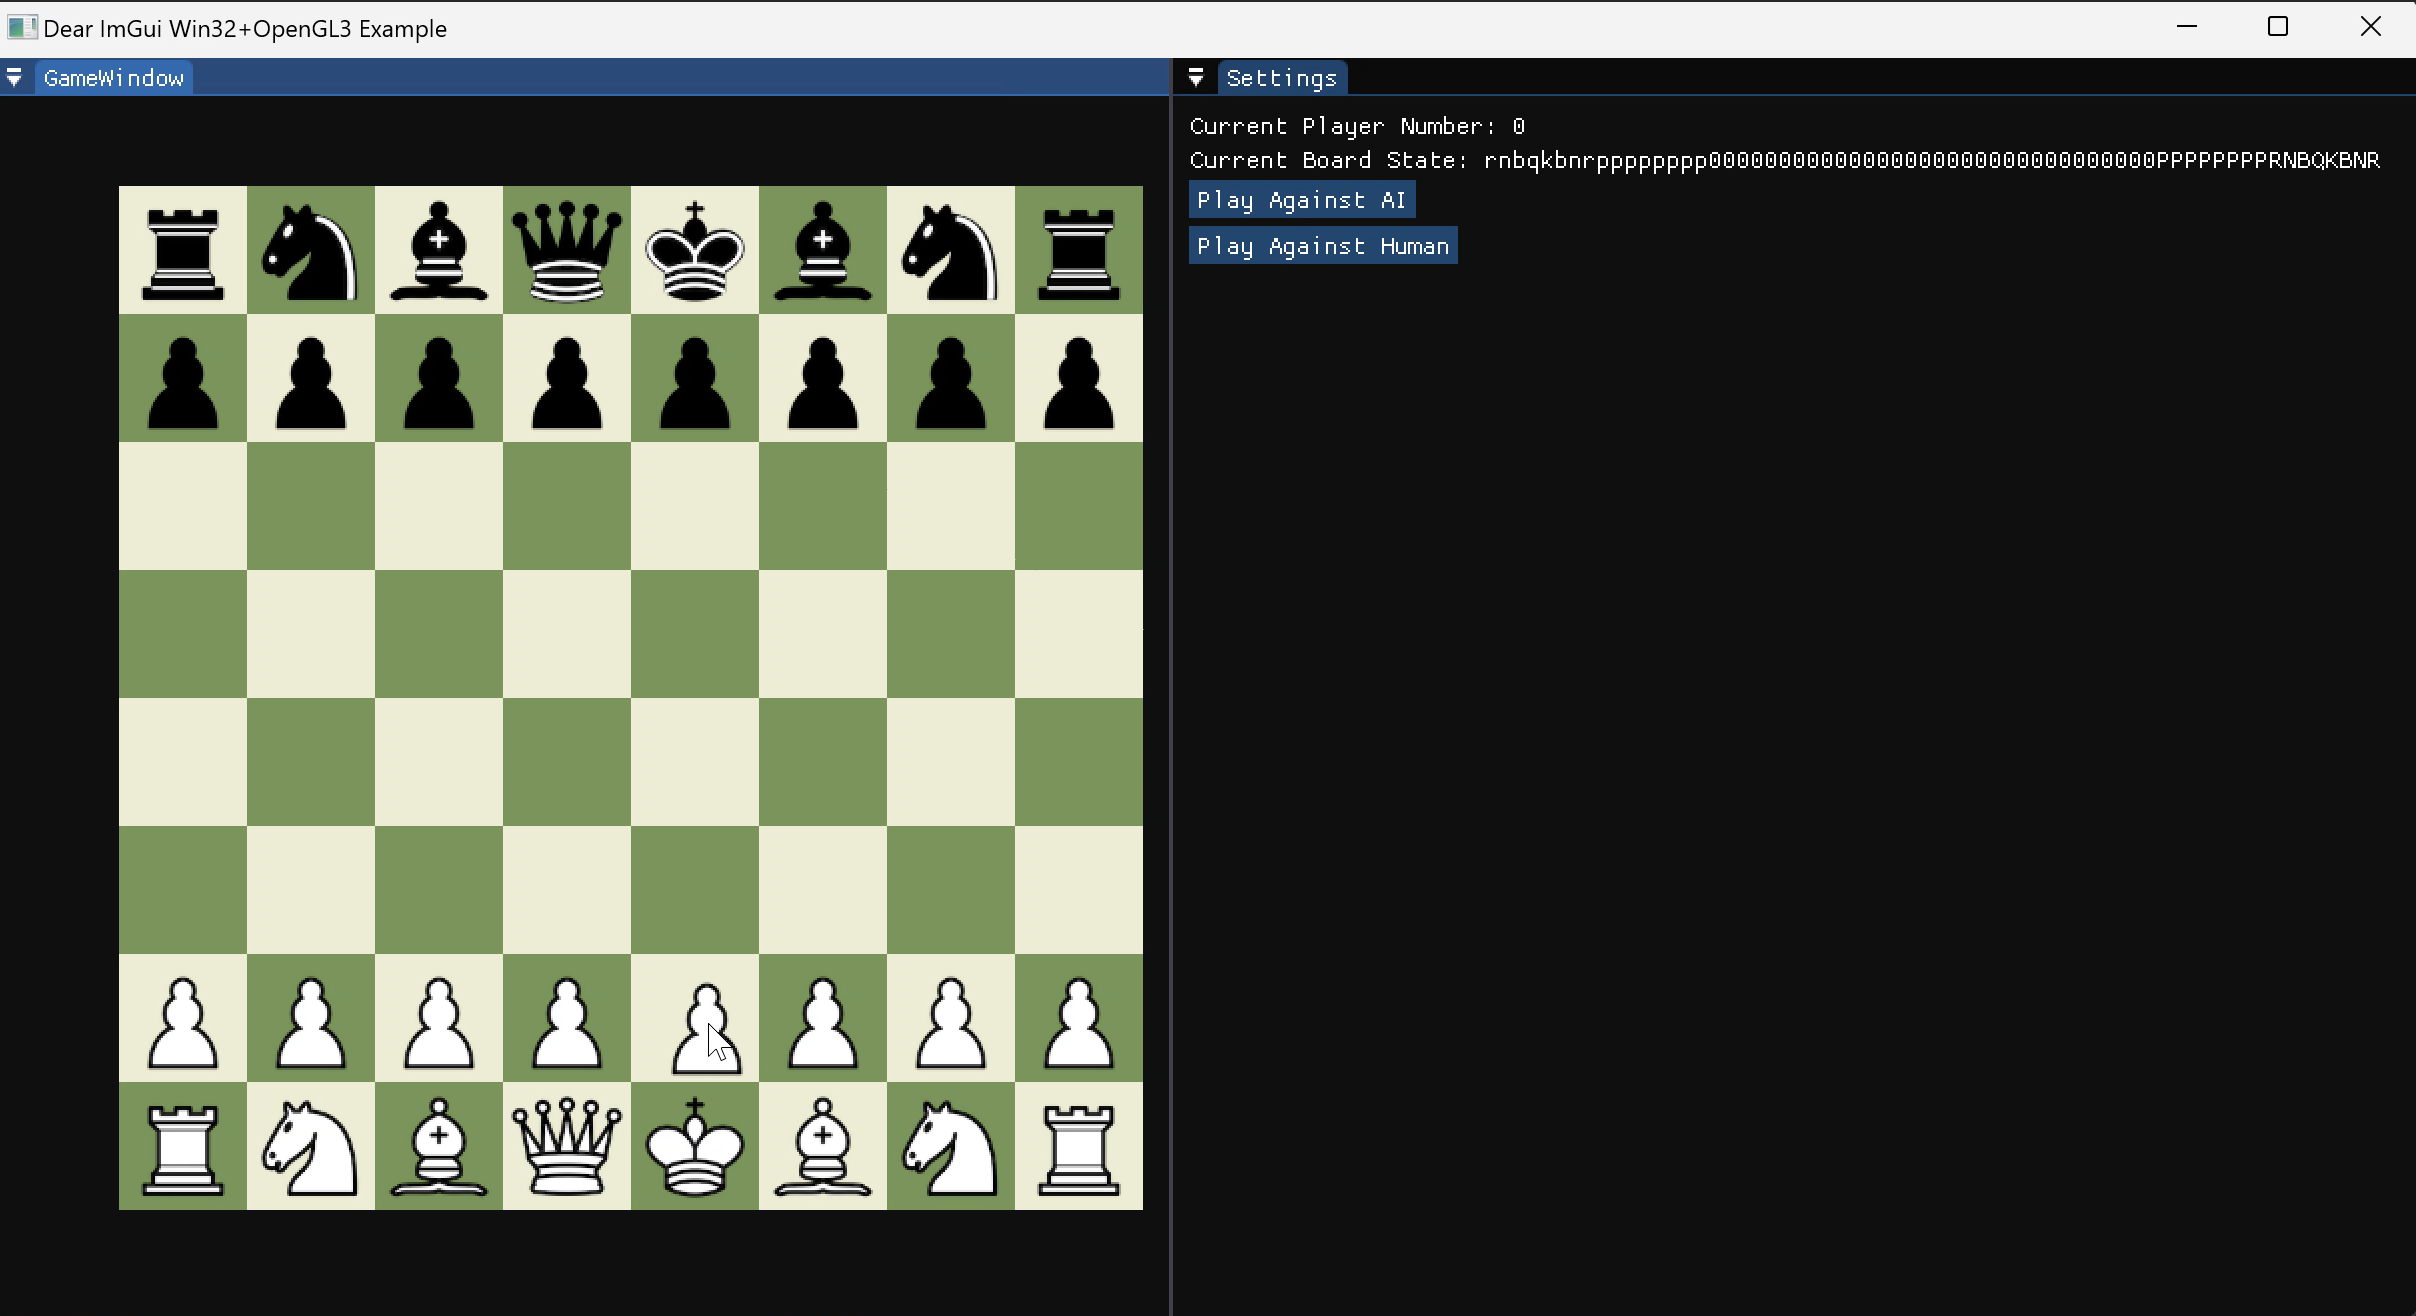 Dear ImGui Win32+OpenGL3 Example
GameWindow
Settings
Current Player Number: 0
Current Board State: rnbqkbnrpppppppp00000000000000000000000000000000PPPPPPPPRNBQKBNR
Play Against AI
Play Against Human